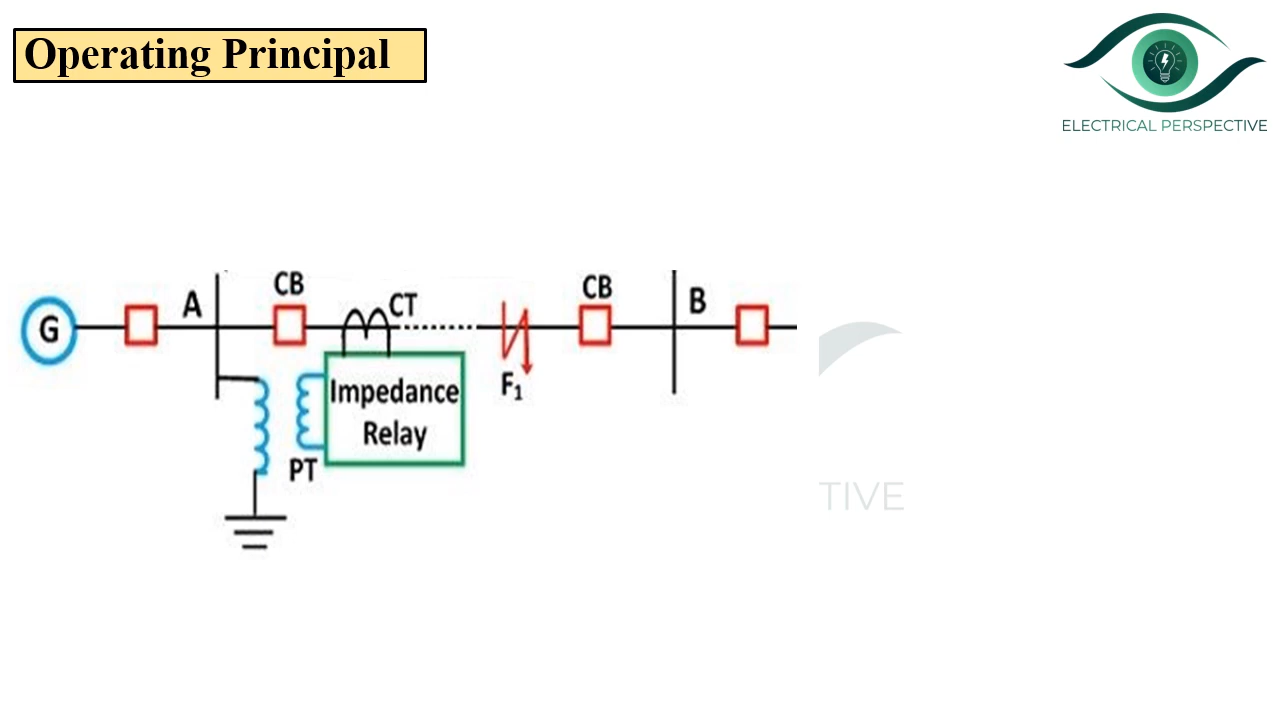 Operating Principal
ELECTRICAL PERSPECTIVE
CB
CB
A
CT
B
G
F1
Impedance
Relay
PT
TIVE